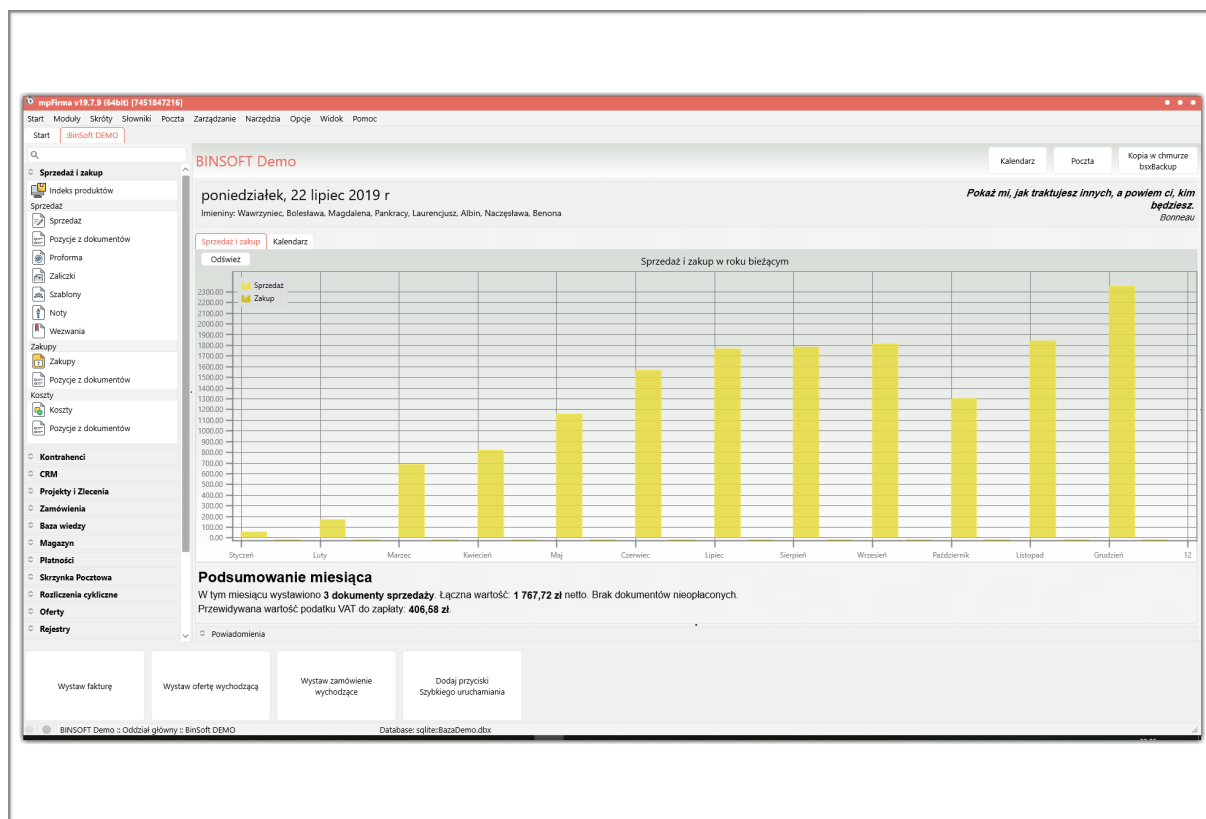 mpFirma v19.7.9 (64bit) [7451847216]
Start Moduły Skróty Słowniki Poczta Zarządzanie Narzędzia Opcje Widok Pomoc
Start :BinSoft DEMO
Sprzedaż i zakup
Indeks produktów
Sprzedaż
Sprzedaż
Pozycje z dokumentów
Proforma
Zaliczki
Szablony
Noty
Wezwania
Zakupy
Zakupy
Pozycje z dokumentów
Koszty
Koszty
Pozycje z dokumentów
Kontrahenci
CRM
Projekty i Zlecenia
Zamówienia
Baza wiedzy
Magazyn
Płatności
Skrzynka Pocztowa
Rozliczenia cykliczne
Oferty
Rejestry
BINSOFT Demo
Kalendarz
Poczta
Kopia w chmurze
bsxBackup
poniedziałek, 22 lipiec 2019 r
Imieniny: Wawrzyniec, Bolesława, Magdalena, Pankracy, Laurencjusz, Albin, Naczęsława, Benona
Pokaż mi, jak traktujesz innych, a powiem ci, kim
będziesz.
Bonneau
Sprzedaż i zakup Kalendarz
Odśwież
Sprzedaż i zakup w roku bieżącym
Sprzedaż
Zakup
2300.00
2200.00
2100.00
2000.00
1900.00
1800.00
1700.00
1600.00
1500.00
1400.00
1300.00
1200.00
1100.00
1000.00
900.00
800.00
700.00
600.00
500.00
400.00
300.00
200.00
100.00
0.00
Styczeń Luty Marzec Kwiecień Maj Czerwiec Lipiec Sierpień Wrzesień Październik Listopad Grudzień 12
Podsumowanie miesiąca
W tym miesiącu wystawiono 3 dokumenty sprzedaży. Łączna wartość: 1 767,72 zł netto. Brak dokumentów nieopłaconych.
Przewidywana wartość podatku VAT do zapłaty: 406,58 zł.
Powiadomienia
Wystaw fakturę
Wystaw ofertę wychodzącą
Wystaw zamówienie
wychodzące
Dodaj przyciski
Szybkiego uruchamiania
BINSOFT Demo :: Oddział główny :: BinSoft DEMO
Database: sqlite::BazaDemo.dbx